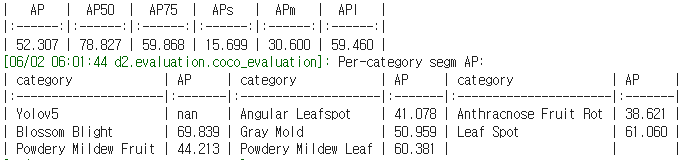 |   AP   |  AP50  |  AP75  |  APs   |  APm   |  APl   |
|:------:|:------:|:------:|:------:|:------:|:------:|
| 52.307 | 78.827 | 59.868 | 15.699 | 30.600 | 59.460 |
[06/02 06:01:44 d2.evaluation.coco_evaluation]: Per-category segm AP:
| category             | AP     | category            | AP     | category              | AP     |
|:---------------------|:-------|:--------------------|:-------|:----------------------|:-------|
| Yolov5               | nan    | Angular Leafspot    | 41.078 | Anthracnose Fruit Rot | 38.621 |
| Blossom Blight       | 69.839 | Gray Mold           | 50.959 | Leaf Spot             | 61.060 |
| Powdery Mildew Fruit | 44.213 | Powdery Mildew Leaf | 60.381 |                       |        |